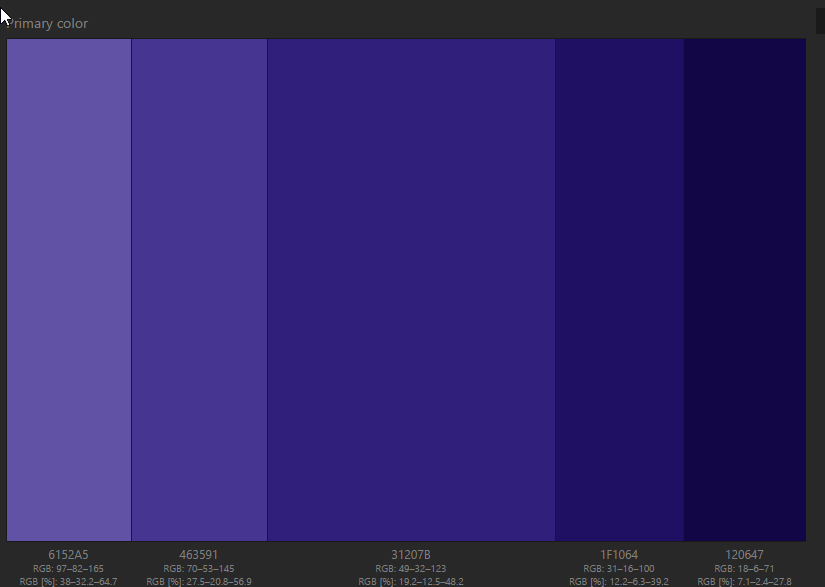 Primary color
6152A5
RGB: 97–82–165
RGB [%]: 38–32.2–64.7
463591
RGB: 70–53–145
RGB [%]: 27.5–20.8–56.9
31207B
RGB: 49–32–123
RGB [%]: 19.2–12.5–48.2
1F1064
RGB: 31–16–100
RGB [%]: 12.2–6.3–39.2
120647
RGB: 18–6–71
RGB [%]: 7.1–2.4–27.8